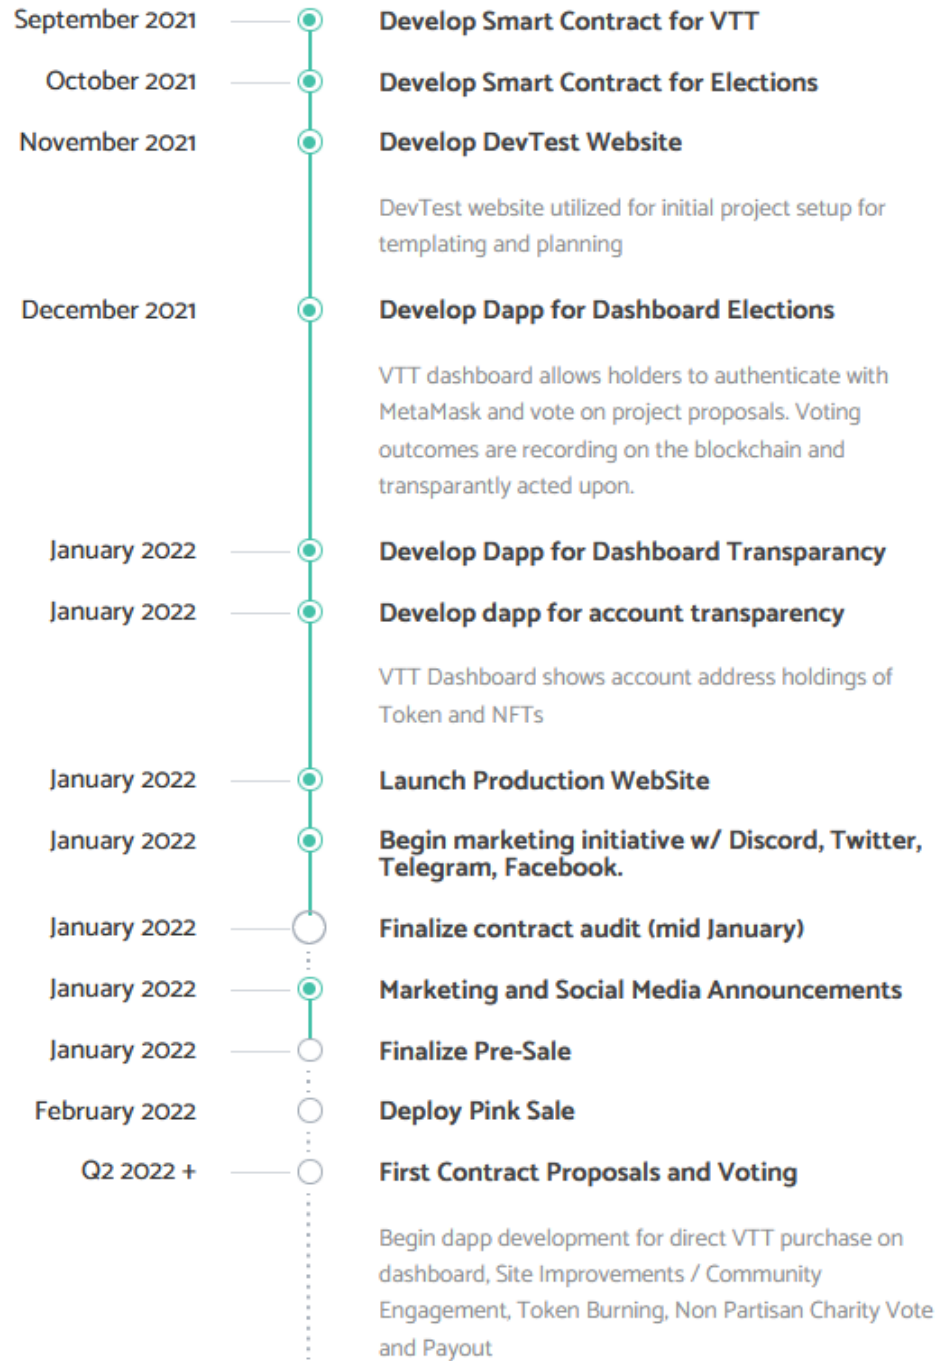 September 2021 Develop Smart Contract for VTT
October 2021 Develop Smart Contract for Elections
November 2021 Develop DevTest Website
DevTest website utilized for initial project setup for
templating and planning
December 2021 Develop Dapp for Dashboard Elections
VTT dashboard allows holders to authenticate with
MetaMask and vote on project proposals. Voting
outcomes are recording on the blockchain and
transparantly acted upon.
January 2022 Develop Dapp for Dashboard Transparancy
January 2022 Develop dapp for account transparency
VTT Dashboard shows account address holdings of
Token and NFTs
January 2022 Launch Production WebSite
January 2022 Begin marketing initiative w/ Discord, Twitter,
Telegram, Facebook.
January 2022 Finalize contract audit (mid January)
January 2022 Marketing and Social Media Announcements
January 2022 Finalize Pre-Sale
February 2022 Deploy Pink Sale
Q2 2022 + First Contract Proposals and Voting
Begin dapp development for direct VTT purchase on
dashboard, Site Improvements / Community
Engagement, Token Burning, Non Partisan Charity Vote
and Payout